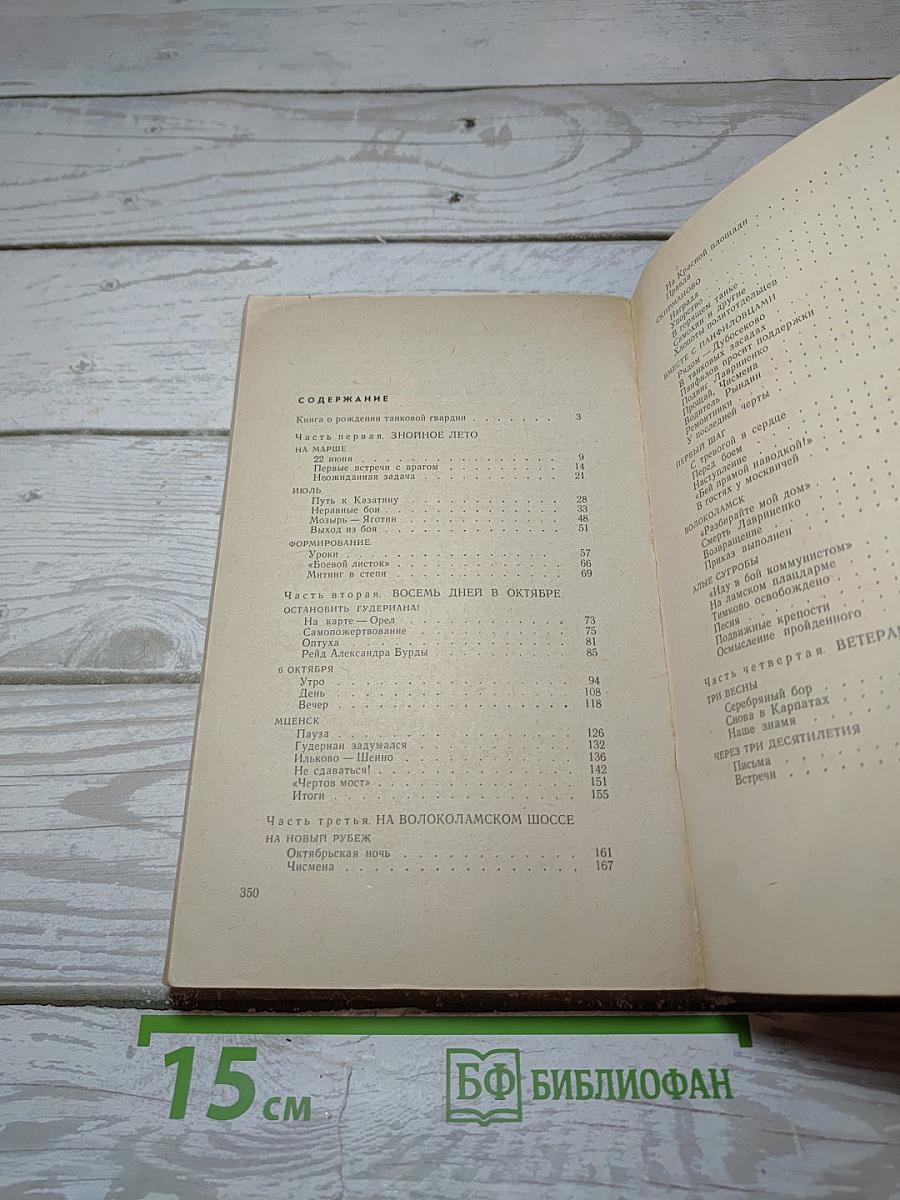 СОДЕРЖАНИЕ
Книга о рождении танковой гвардии . . . . . . . . 3
Часть первая. ЗНОЙНОЕ ЛЕТО
НА МАРШЕ
22 июня . . . . . . . . . . . . . . . 9
Первые встречи с врагом . . . . . . . . . 14
Неожиданная задача . . . . . . . . . . 21
ИЮЛЬ
Путь к Казатину . . . . . . . . . . . 28
Неравные бои . . . . . . . . . . . . 33
Мозырь — Яготин . . . . . . . . . . . 48
Выход из боя . . . . . . . . . . . . 51
ФОРМИРОВАНИЕ
Уроки . . . . . . . . . . . . . . . 57
«Боевой листок» . . . . . . . . . . . 66
Митинг в степи . . . . . . . . . . . 69
Часть вторая. ВОСЕМЬ ДНЕЙ В ОКТЯБРЕ
ОСТАНОВИТЬ ГУДЕРИАНА!
На карте — Орел . . . . . . . . . . . 73
Самопожертвование . . . . . . . . . . 75
Оптуха . . . . . . . . . . . . . . 81
Рейд Александра Бурды . . . . . . . . . 85
6 ОКТЯБРЯ
Утро . . . . . . . . . . . . . . . 94
День . . . . . . . . . . . . . . . 108
Вечер . . . . . . . . . . . . . . 118
МЦЕНСК
Пауза . . . . . . . . . . . . . . 126
Гудериан задумался . . . . . . . . . . 132
Ильково — Шеино . . . . . . . . . . . 136
Не сдаваться! . . . . . . . . . . . . 142
«Чертов мост» . . . . . . . . . . . . 151
Итоги . . . . . . . . . . . . . . 155
Часть третья. НА ВОЛОКОЛАМСКОМ ШОССЕ
НА НОВЫЙ РУБЕЖ
Октябрьская ночь . . . . . . . . . . . 161
Чисмена . . . . . . . . . . . . . 167
350
На Красной площади
Правда
СКИРМАНОВО
Награда
Упорство
В горящем танке
Самохин и другие
Хлопоты политотдельцев
ВМЕСТЕ С ПАНФИЛОВЦАМИ
Рядом — Дубосеково
В танковых засадах
Панфилов просит поддержки
Подвиг Лавриненко
Прощай, Чисмена
Водитель Рындин
Ремонтники
У последней черты
ПЕРВЫЙ ШАГ
С тревогой в сердце
Перед боем
Наступление
«Бей прямой наводкой!»
В гостях у москвичей
ВОЛОКОЛАМСК
«Разбирайте мой дом»
Смерть Лавриненко
Возвращение
Приказ выполнен
АЛЫЕ СУГРОБЫ
«Иду в бой коммунистом»
На ламском плацдарме
Тимково освобождено
Песня
Подвижные крепости
Осмысление пройденного
Часть четвертая. ВЕТЕРА
ТРИ ВЕСНЫ
Серебряный бор
Снова в Карпатах
Наше знамя
ЧЕРЕЗ ТРИ ДЕСЯТИЛЕТИЯ
Письма
Встречи
15 см
БФ БИБЛИОФАН